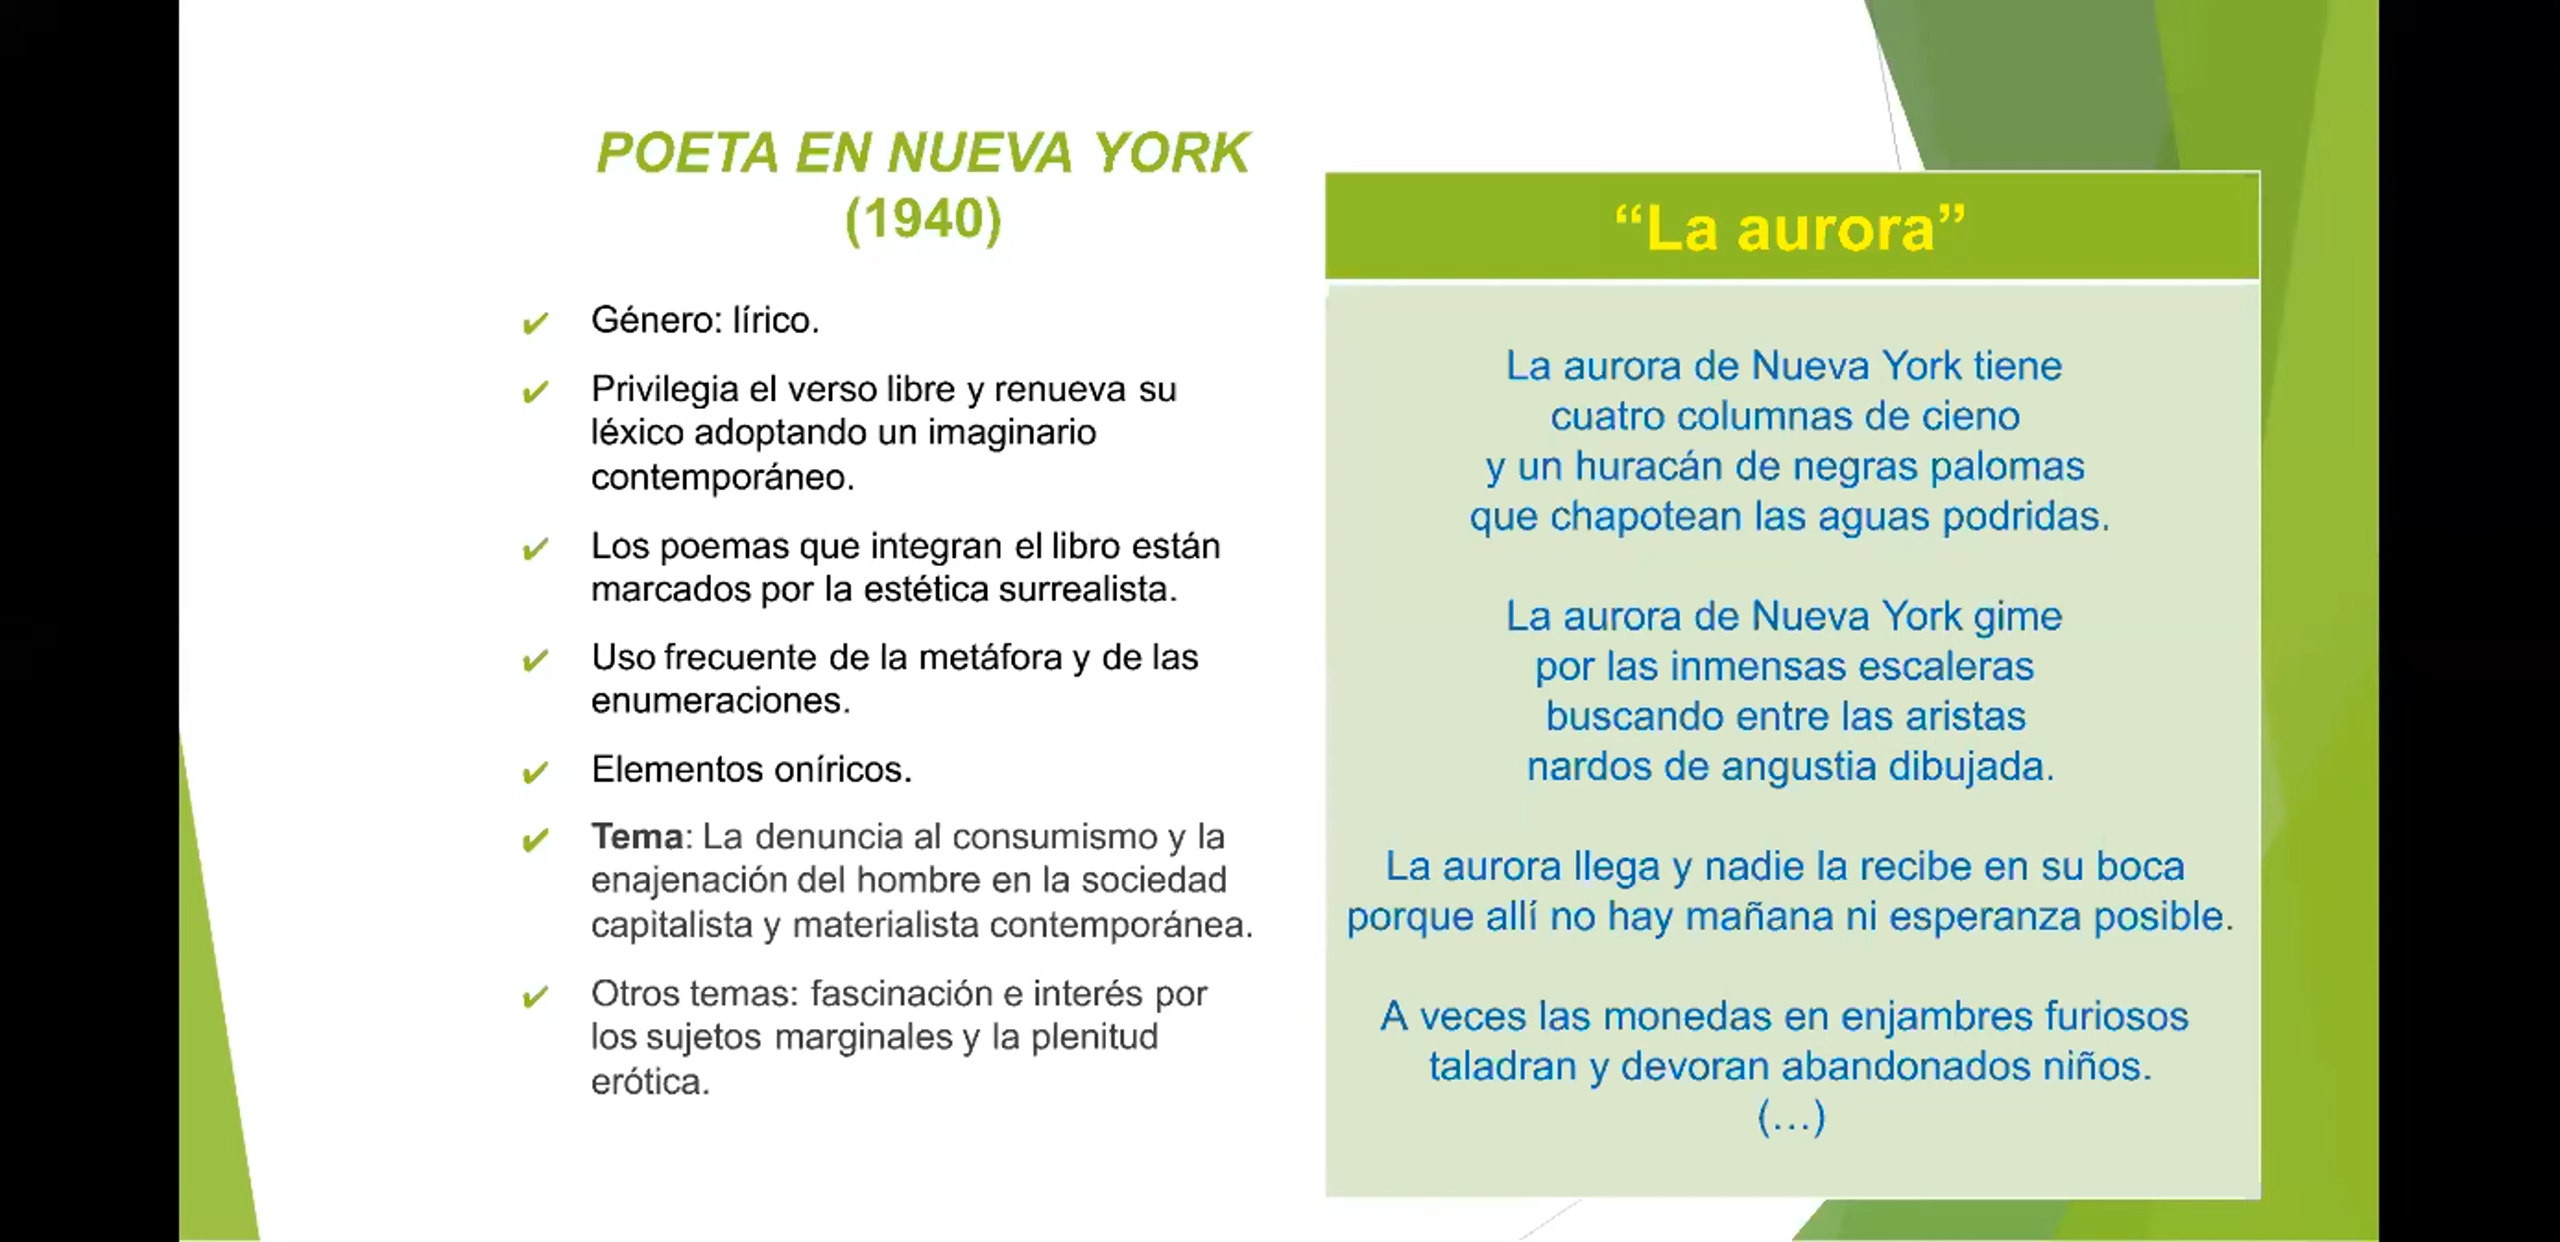 POETA EN NUEVA YORK
(1940)
✔ Género: lírico.
✔ Privilegia el verso libre y renueva su
léxico adoptando un imaginario
contemporáneo.
✔ Los poemas que integran el libro están
marcados por la estética surrealista.
✔ Uso frecuente de la metáfora y de las
enumeraciones.
✔ Elementos oníricos.
✔ Tema: La denuncia al consumismo y la
enajenación del hombre en la sociedad
capitalista y materialista contemporánea.
✔ Otros temas: fascinación e interés por
los sujetos marginales y la plenitud
erótica.
“La aurora”
La aurora de Nueva York tiene
cuatro columnas de cieno
y un huracán de negras palomas
que chapotean las aguas podridas.
La aurora de Nueva York gime
por las inmensas escaleras
buscando entre las aristas
nardos de angustia dibujada.
La aurora llega y nadie la recibe en su boca
porque allí no hay mañana ni esperanza posible.
A veces las monedas en enjambres furiosos
taladran y devoran abandonados niños.
(…)